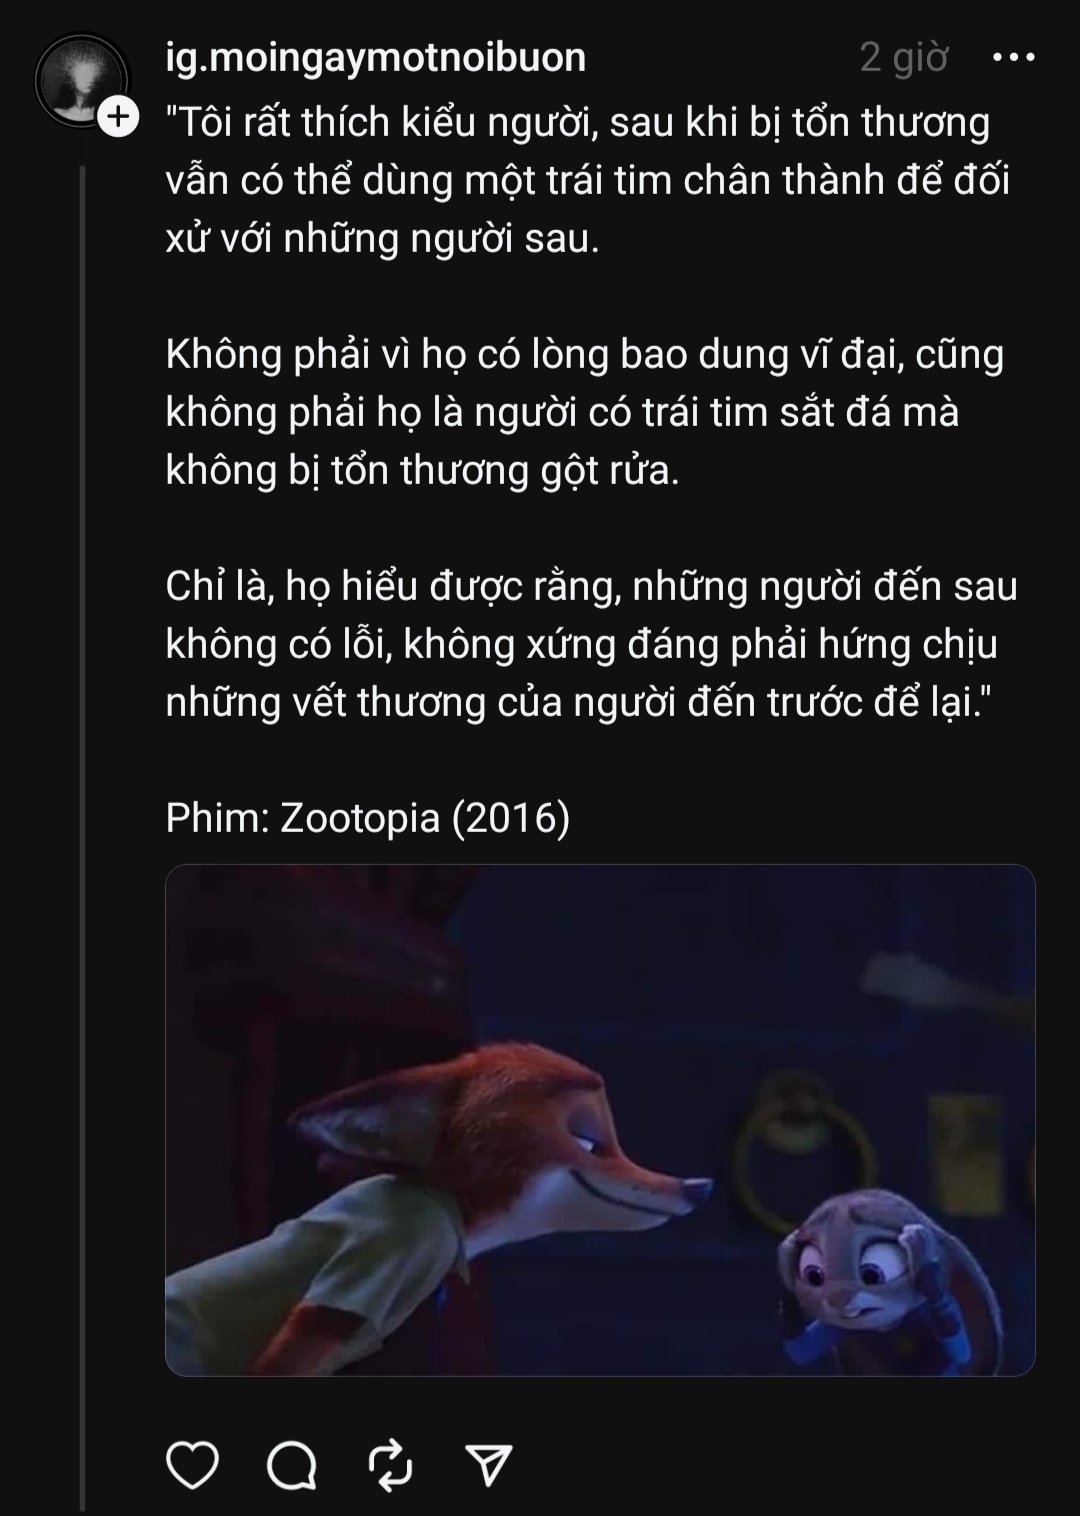 ig.moingaymotnoibuon
2 giờ
"Tôi rất thích kiểu người, sau khi bị tổn thương
vẫn có thể dùng một trái tim chân thành để đối
xử với những người sau.
Không phải vì họ có lòng bao dung vĩ đại, cũng
không phải họ là người có trái tim sắt đá mà
không bị tổn thương gột rửa.
Chỉ là, họ hiểu được rằng, những người đến sau
không có lỗi, không xứng đáng phải hứng chịu
những vết thương của người đến trước để lại."
Phim: Zootopia (2016)